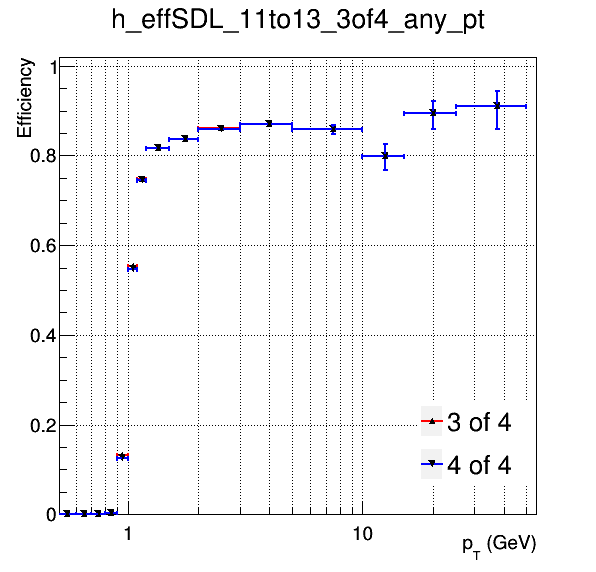 h_effSDL_11to13_3of4_any_pt
Efficiency
1
0.8
0.6
0.4
0.2
0
3 of 4
4 of 4
1
10
p_T (GeV)